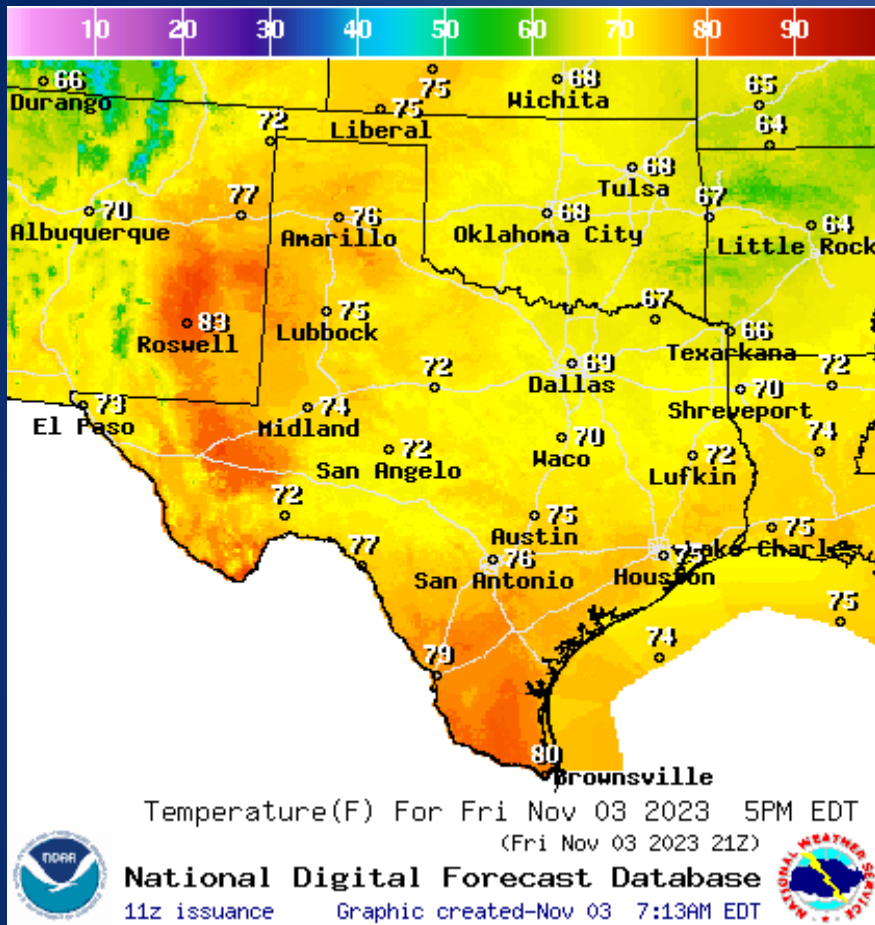 10 20 30 40 50 60 70 80 90
66
Durango
75
75
Liberal
68
Wichita
65
64
72
68
Tulsa
70
Albuquerque
77
76
Amarillo
68
Oklahoma City
67
64
Little Rock
83
Roswell
75
Lubbock
67
66
Texarkana
69
Dallas
72
70
Shreveport
72
73
El Paso
74
Midland
72
San Angelo
70
Waco
72
Lufkin
74
72
75
Austin
75
Lake Charles
77
76
San Antonio
75
Houston
74
75
79
80
Brownsville
Temperature(F) For Fri Nov 03 2023 5PM EDT
(Fri Nov 03 2023 21Z)
NOAA
National Digital Forecast Database
11z issuance Graphic created-Nov 03 7:13AM EDT
NATIONAL WEATHER SERVICE